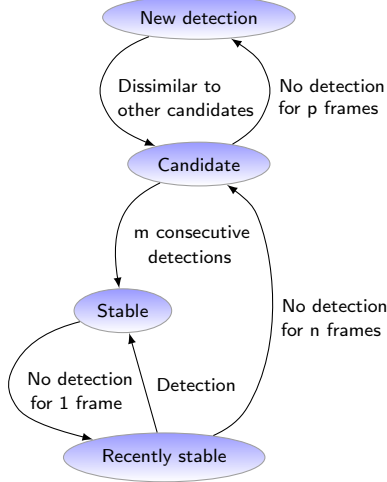 New detection
Dissimilar to
other candidates
No detection
for p frames
Candidate
m consecutive
detections
Stable
No detection
for n frames
No detection
for 1 frame
Detection
Recently stable